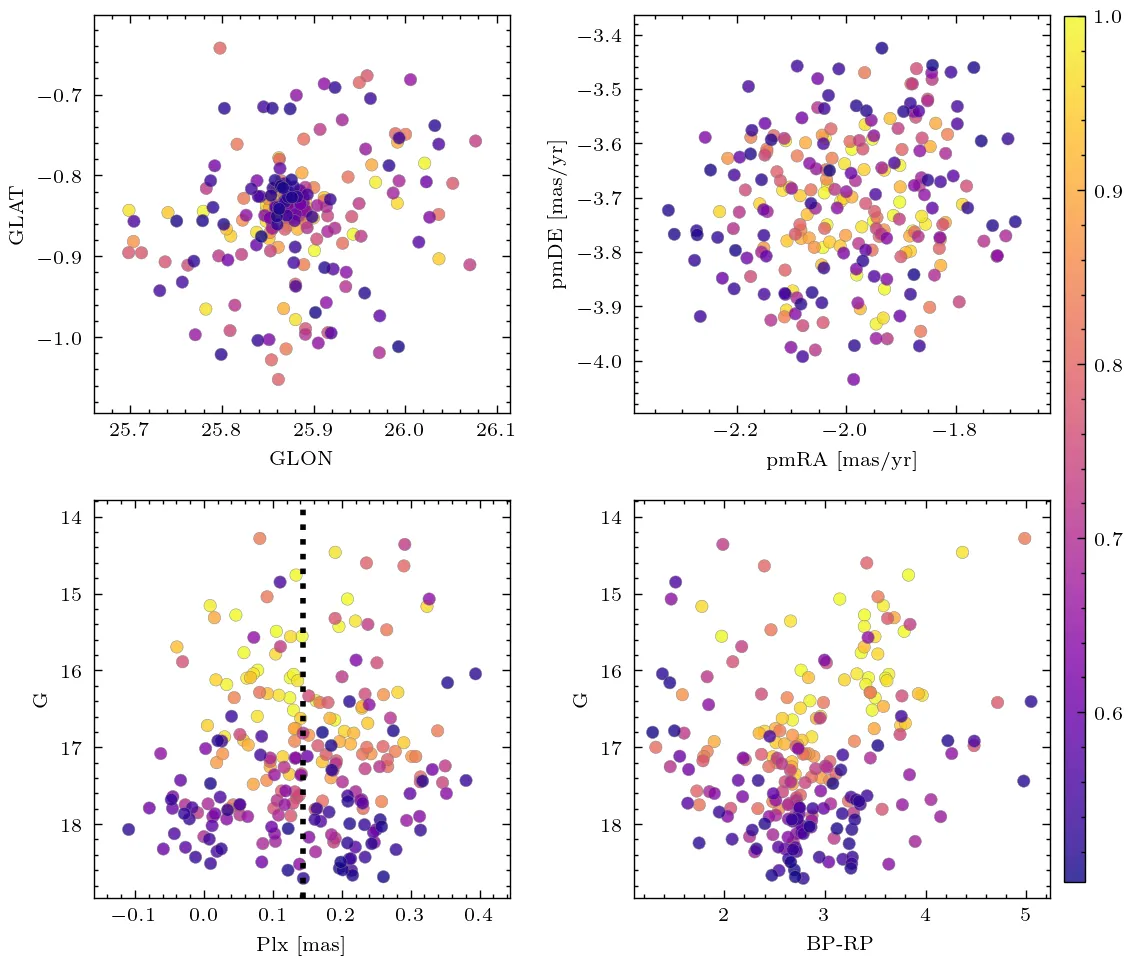 −0.7
−0.8
−0.9
−1.0
GLAT
25.7 25.8 25.9 26.0 26.1
GLON
−3.4
−3.5
−3.6
−3.7
−3.8
−3.9
−4.0
pmDE [mas/yr]
−2.2 −2.0 −1.8
pmRA [mas/yr]
14
15
16
17
18
G
−0.1 0.0 0.1 0.2 0.3 0.4
Plx [mas]
14
15
16
17
18
G
2 3 4 5
BP-RP
1.0
0.9
0.8
0.7
0.6